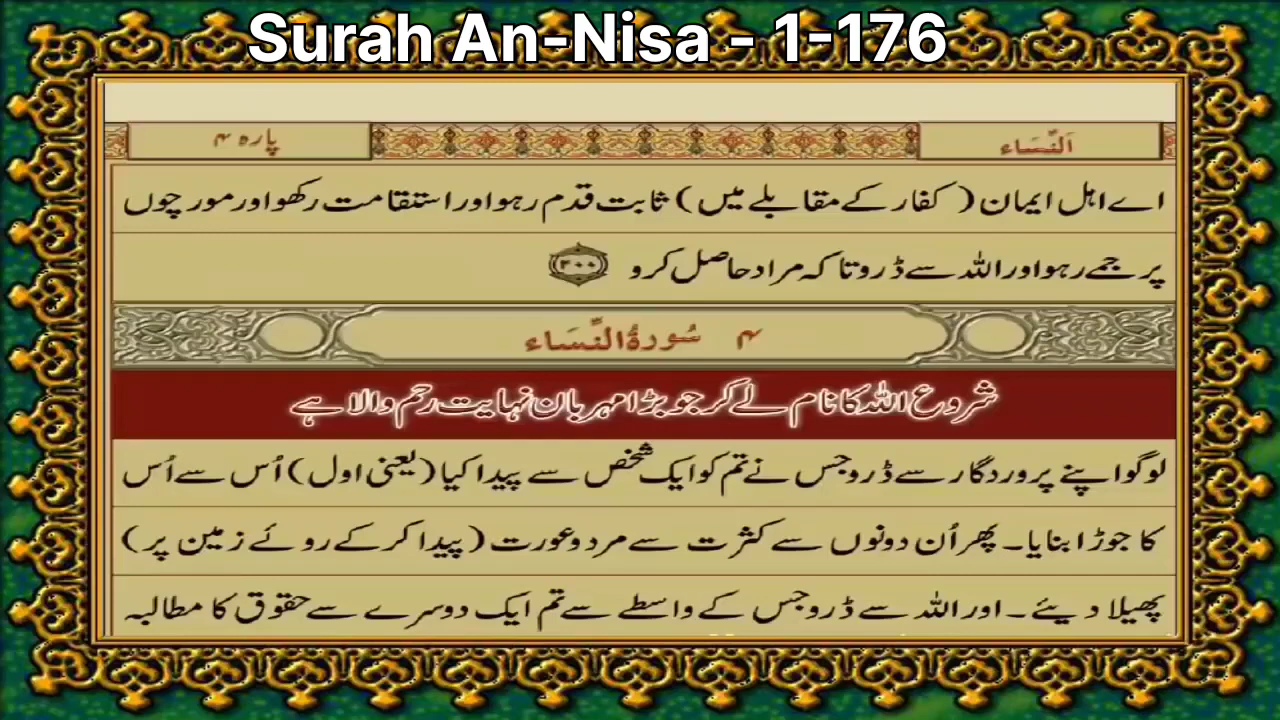 Surah An-Nisa - 1-176
اَلنِّسَاء پارہ ۴
اے اہل ایمان (کفار کے مقابلے میں) ثابت قدم رہو اور استقامت رکھو اور مورچوں
پر جمے رہو اور اللہ سے ڈرو تاکہ مراد حاصل کرو ۲۰۰
۴ سُورۃُ النِّسَاء
شروع اللہ کا نام لے کر جو بڑا مہربان نہایت رحم والا ہے
لوگو اپنے پروردگار سے ڈرو جس نے تم کو ایک شخص سے پیدا کیا (یعنی اول) اُس سے اُس
کا جوڑا بنایا۔ پھر اُن دونوں سے کثرت سے مرد و عورت (پیدا کر کے روئے زمین پر)
پھیلا دیئے۔ اور اللہ سے ڈرو جس کے واسطے سے تم ایک دوسرے سے حقوق کا مطالبہ